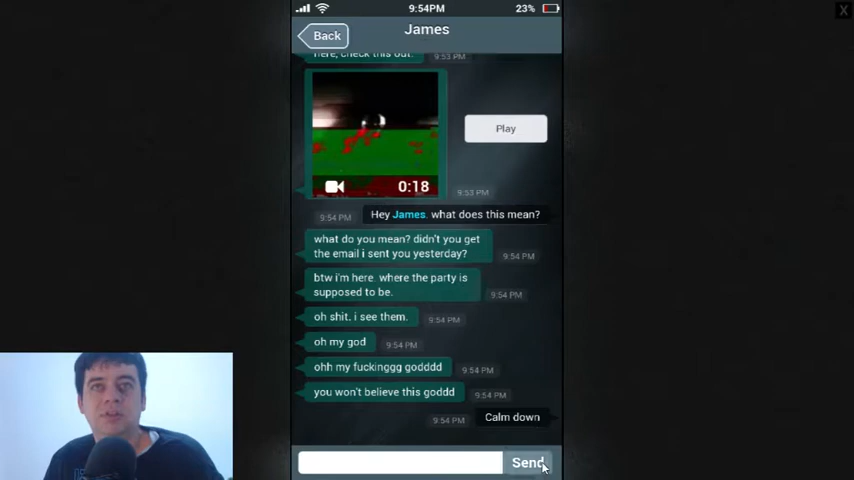 9:54PM
23%
X
Back
James
here, check this out.
9:53 PM
Play
0:18
9:53 PM
Hey James. what does this mean?
9:54 PM
what do you mean? didn't you get
the email i sent you yesterday?
9:54 PM
btw i'm here. where the party is
supposed to be.
9:54 PM
oh shit. i see them.
9:54 PM
oh my god
9:54 PM
ohh my fuckinggg godddd
9:54 PM
you won't believe this goddd
9:54 PM
9:54 PM
Calm down
Send